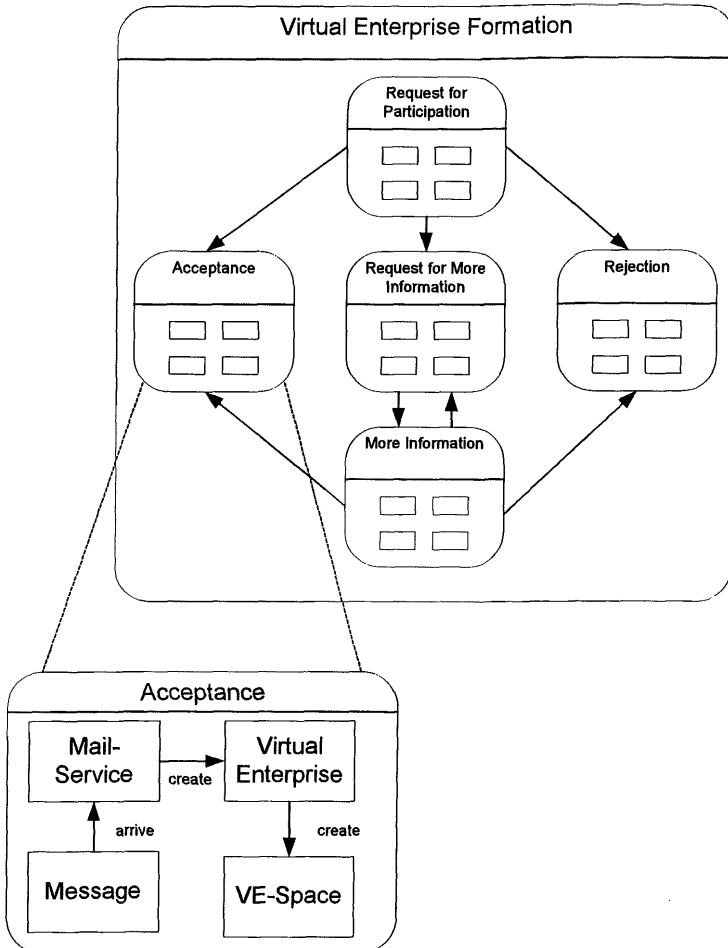 Virtual Enterprise Formation
Request for
Participation
Acceptance
Request for More
Information
Rejection
More Information
Acceptance
Mail-
Service
create
Virtual
Enterprise
arrive
create
Message
VE-Space